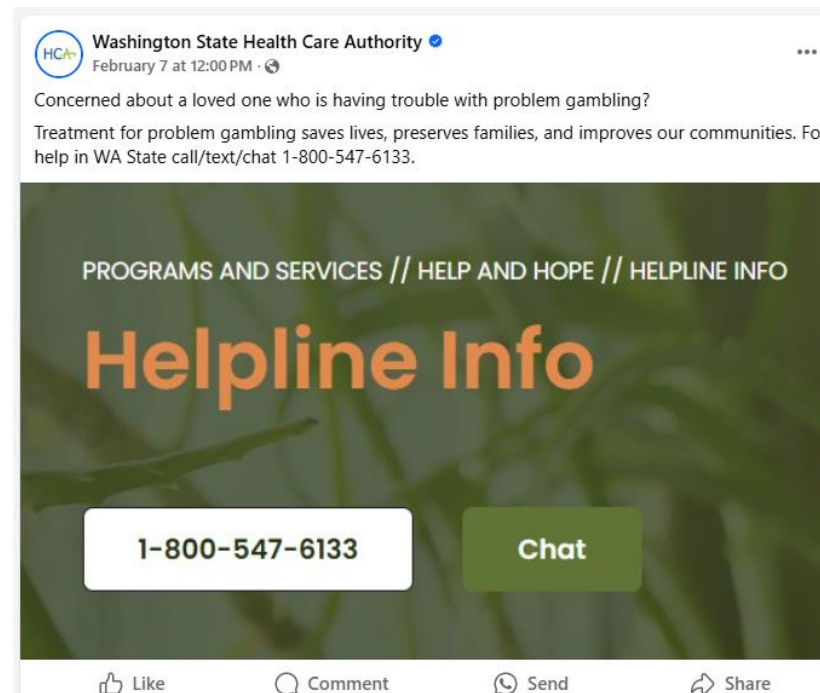 HCA
Washington State Health Care Authority
February 7 at 12:00 PM ·
Concerned about a loved one who is having trouble with problem gambling?
Treatment for problem gambling saves lives, preserves families, and improves our communities. Fo
help in WA State call/text/chat 1-800-547-6133.
PROGRAMS AND SERVICES // HELP AND HOPE // HELPLINE INFO
Helpline Info
1-800-547-6133 Chat
Like Comment Send Share